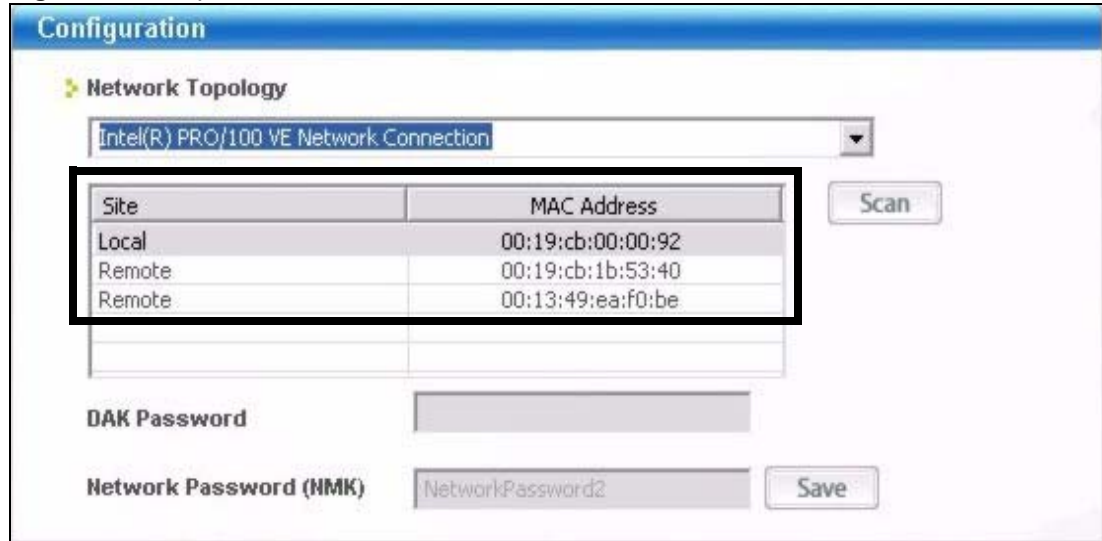 Configuration
Network Topology
Intel(R) PRO/100 VE Network Connection
Site MAC Address
Scan
Local 00:19:cb:00:00:92
Remote 00:19:cb:1b:53:40
Remote 00:13:49:ea:f0:be
DAK Password
Network Password (NMK) NetworkPassword2 Save